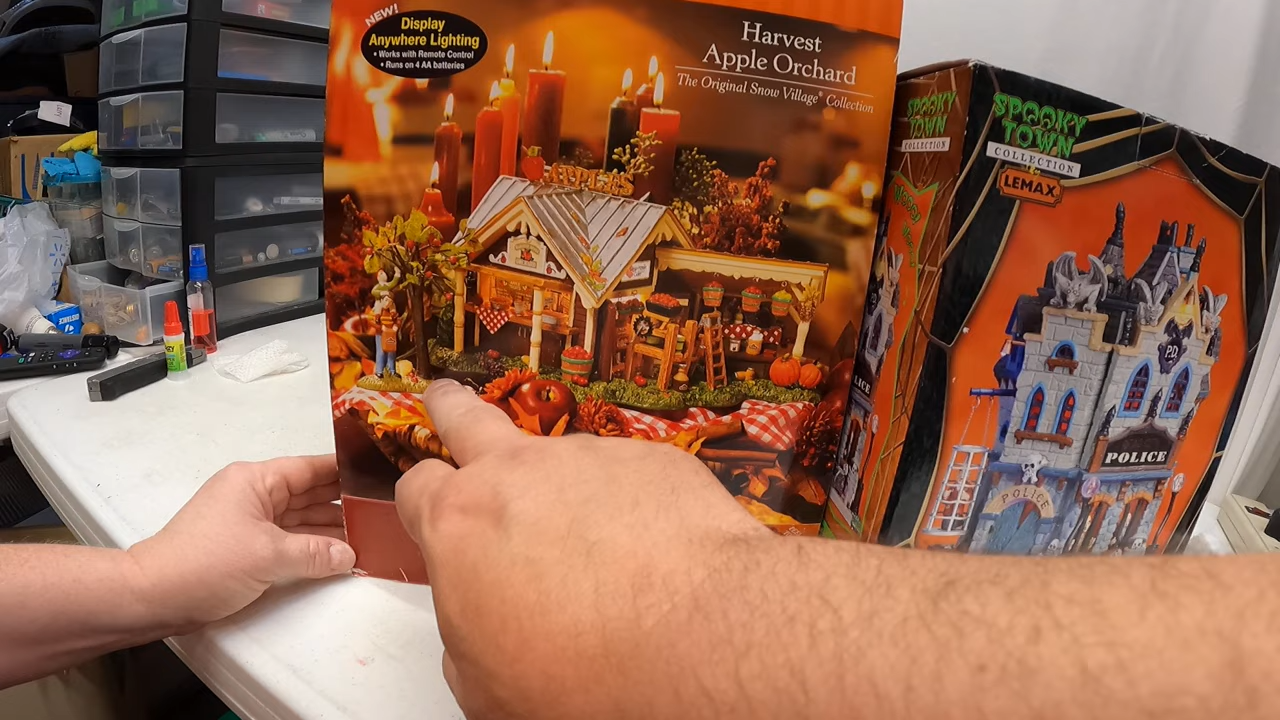 NEW!
Display
Anywhere Lighting
• Works with Remote Control
• Runs on 4 AA batteries
Harvest
Apple Orchard
The Original Snow Village® Collection
APPLES
SPOOKY
TOWN
COLLECTION
SPOOKY
TOWN
COLLECTION
LEMAX
P.D.
POLICE
POLICE
LICE